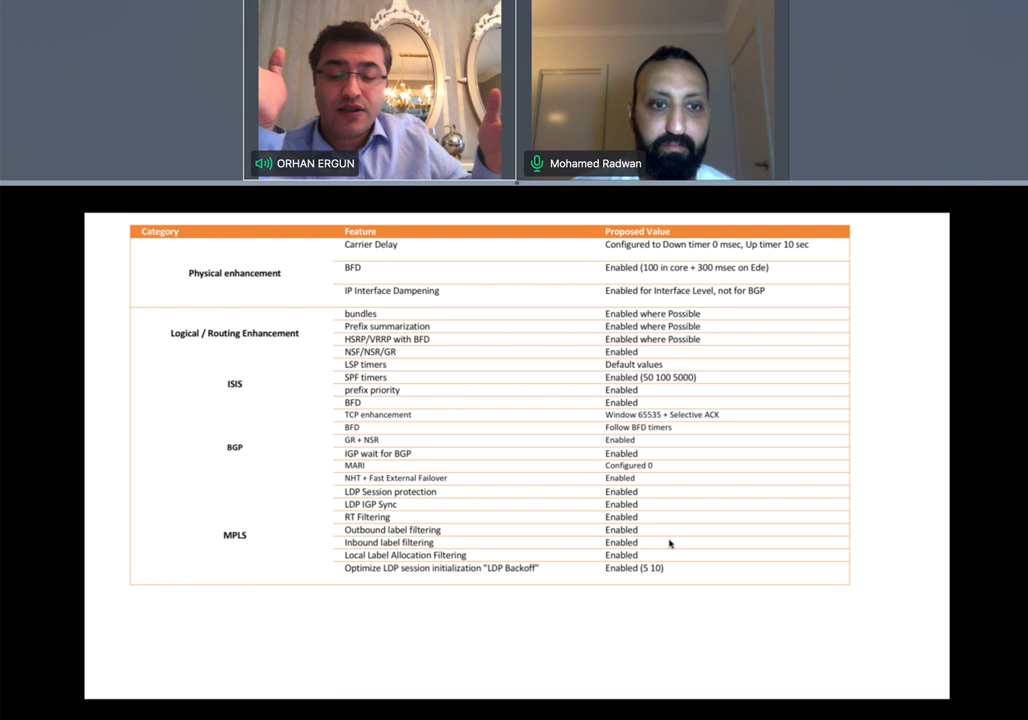 ORHAN ERGUN
Mohamed Radwan
Category Feature Proposed Value
Carrier Delay Configured to Down timer 0 msec, Up timer 10 sec
Physical enhancement BFD Enabled (100 in core + 300 msec on Ede)
IP Interface Dampening Enabled for Interface Level, not for BGP
bundles Enabled where Possible
Prefix summarization Enabled where Possible
Logical / Routing Enhancement
HSRP/VRRP with BFD Enabled where Possible
NSF/NSR/GR Enabled
LSP timers Default values
SPF timers Enabled (50 100 5000)
ISIS
prefix priority Enabled
BFD Enabled
TCP enhancement Window 65535 + Selective ACK
BFD Follow BFD timers
GR + NSR Enabled
BGP
IGP wait for BGP Enabled
MARI Configured 0
NHT + Fast External Failover Enabled
LDP Session protection Enabled
LDP IGP Sync Enabled
RT Filtering Enabled
Outbound label filtering Enabled
MPLS
Inbound label filtering Enabled
Local Label Allocation Filtering Enabled
Optimize LDP session initialization "LDP Backoff" Enabled (5 10)